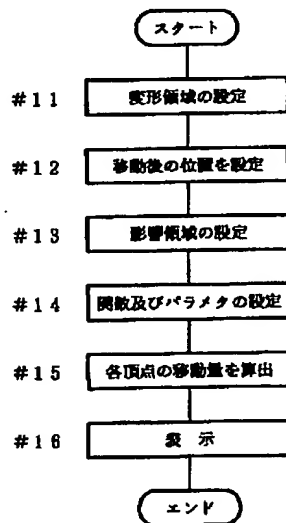 スタート
#11 変形領域の設定
#12 移動後の位置を設定
#13 影響領域の設定
#14 関数及びパラメタの設定
#15 各頂点の移動量を算出
#16 表 示
エンド